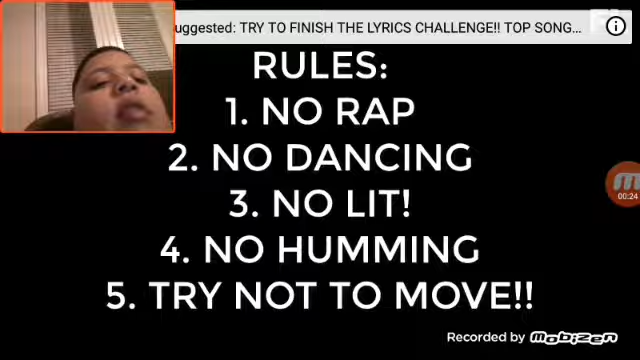 uggested: TRY TO FINISH THE LYRICS CHALLENGE!! TOP SONG...
RULES:
1. NO RAP
2. NO DANCING
3. NO LIT!
4. NO HUMMING
5. TRY NOT TO MOVE!!
00:24
Recorded by mobizen